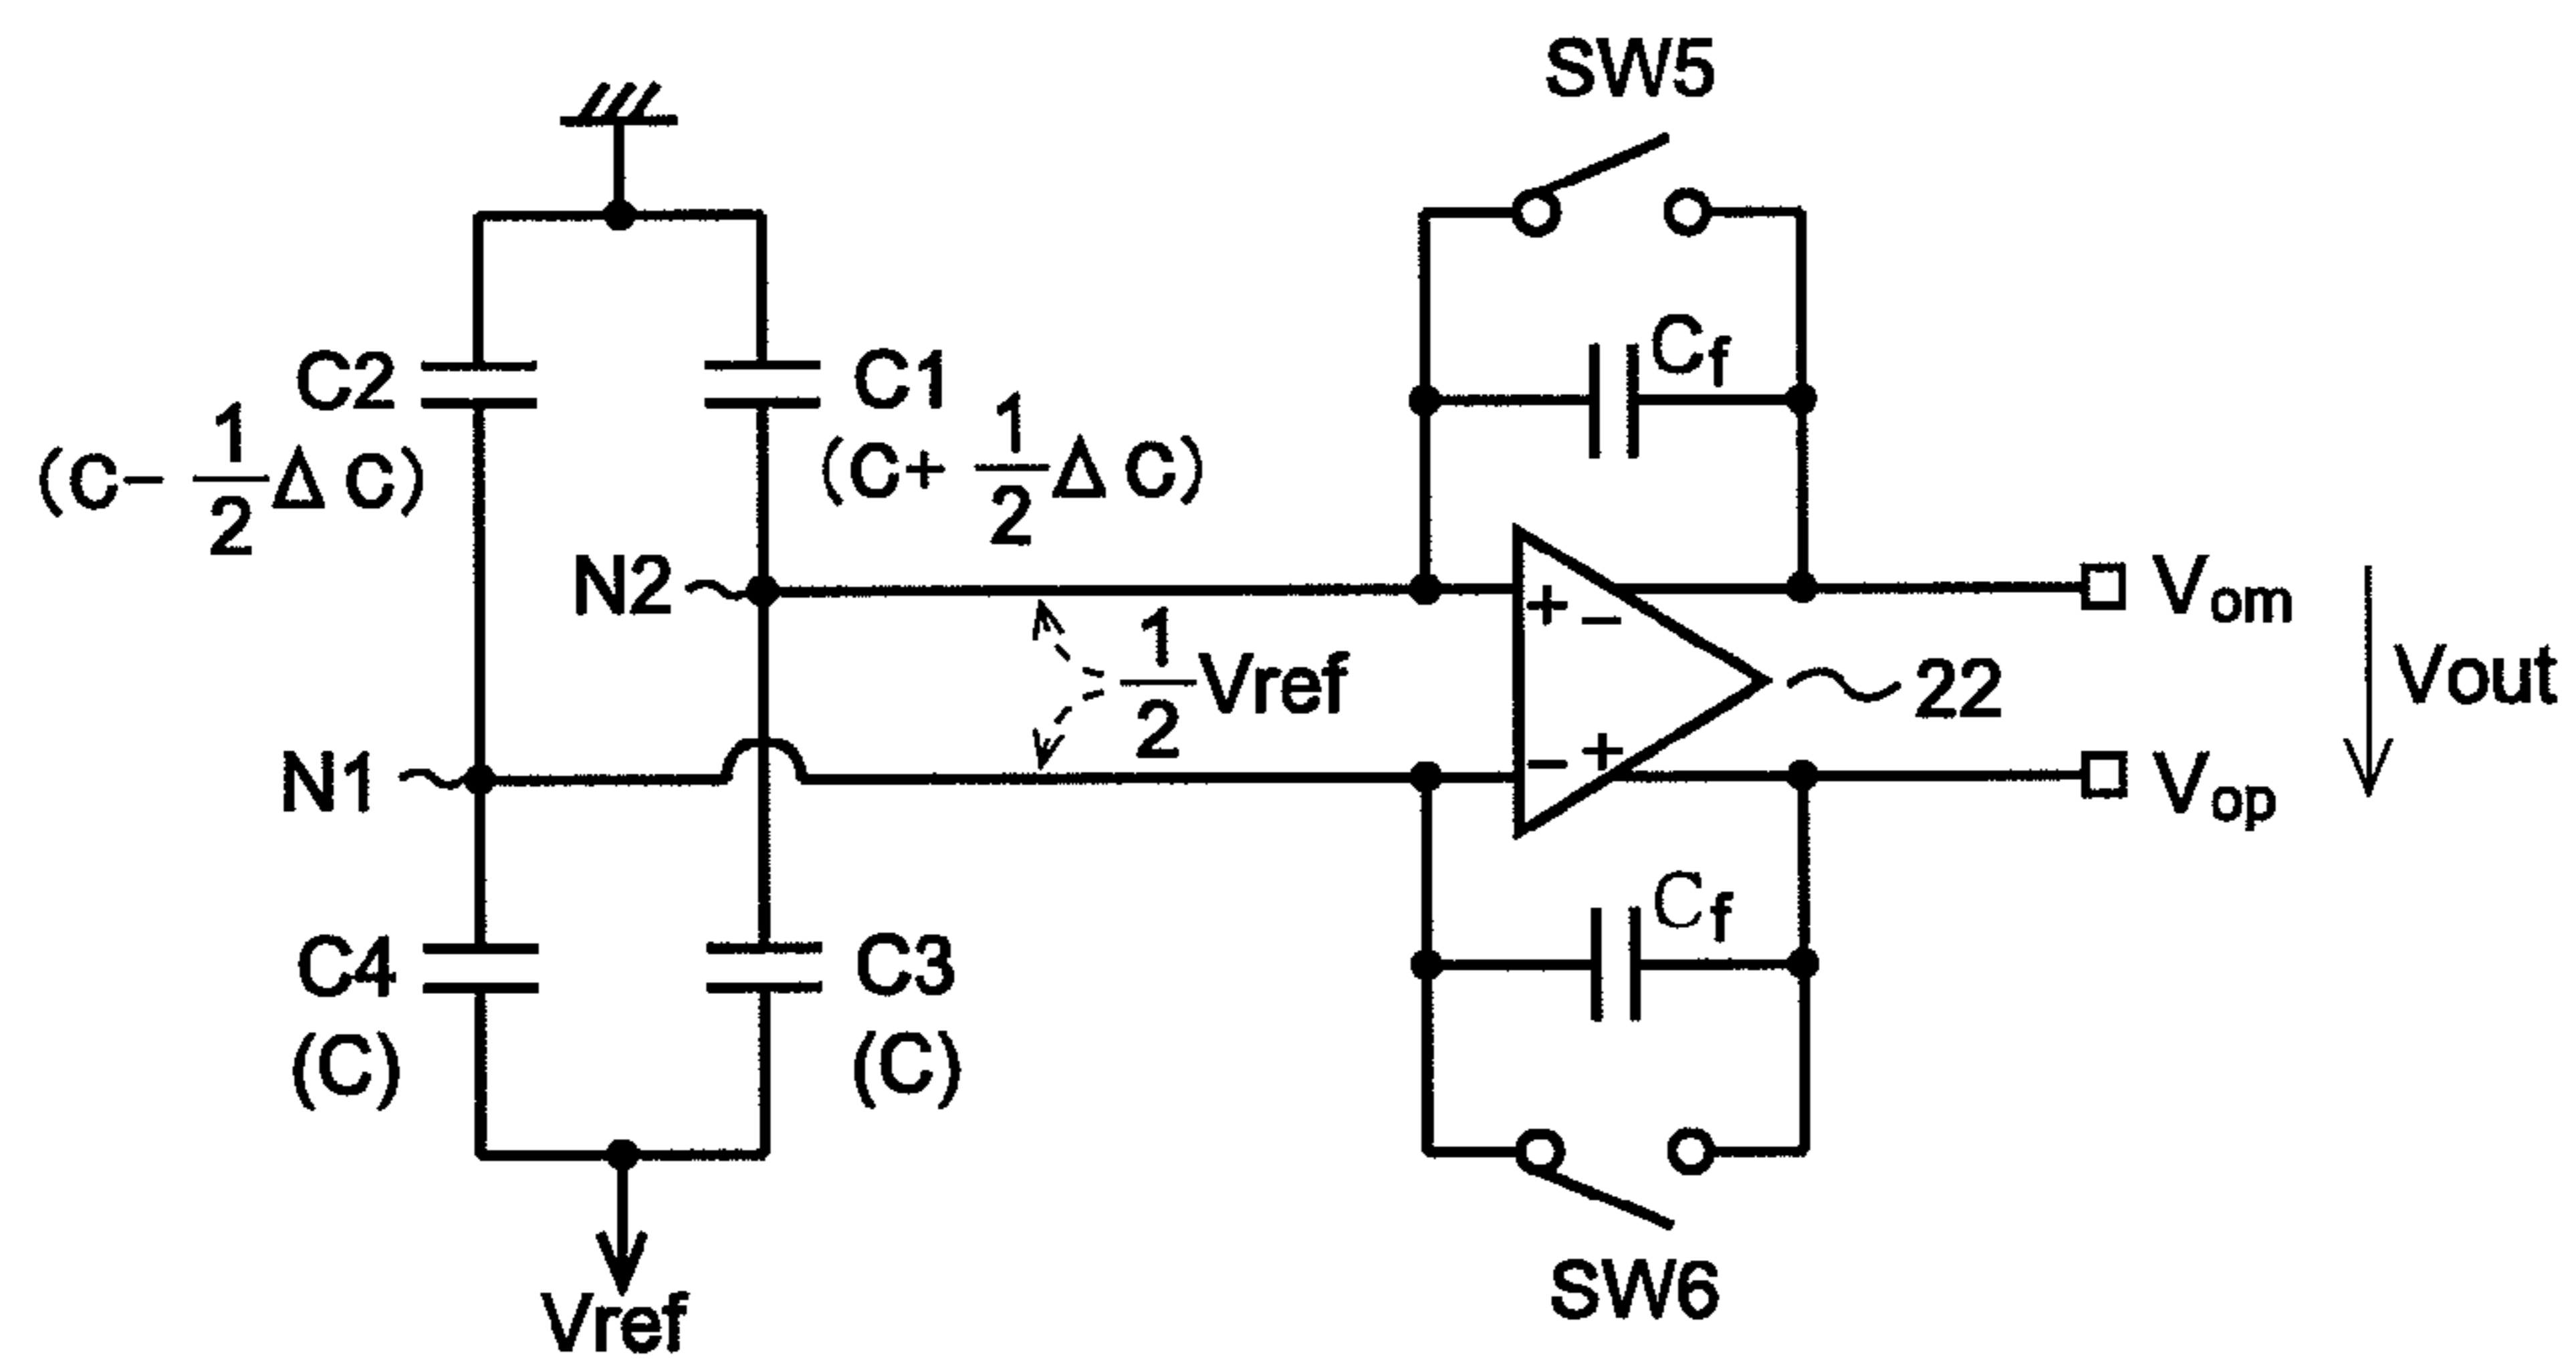 SW5
Cf
C2
(C- 1/2 Δ C)
C1
(C+ 1/2 Δ C)
N2
+
-
Vom
1/2 Vref
22
Vout
N1
-
+
Vop
Cf
C4
(C)
C3
(C)
SW6
Vref